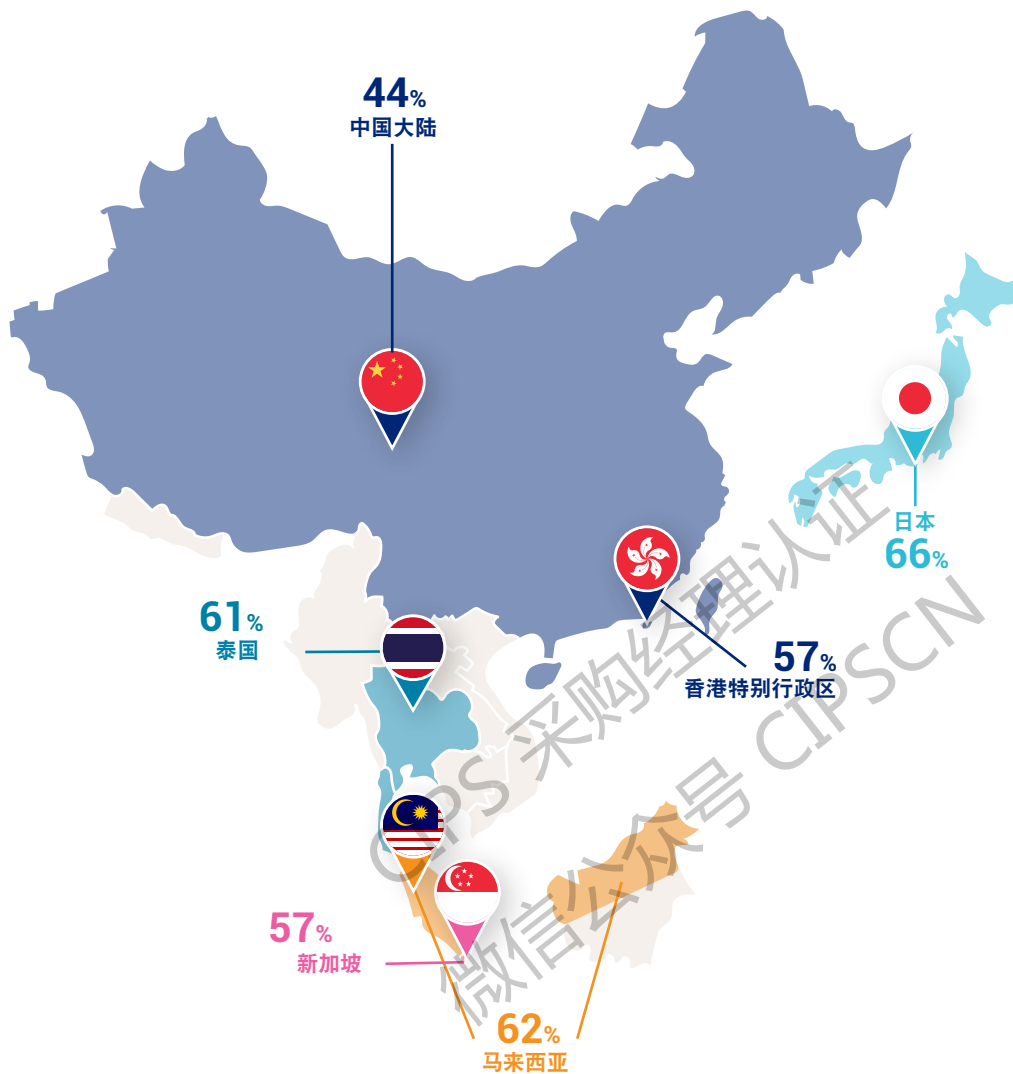 44%
中国大陆
日本
66%
61%
泰国
57%
香港特别行政区
57%
新加坡
62%
马来西亚
CIPS 采购经理认证
微信公众号 CIPSCN